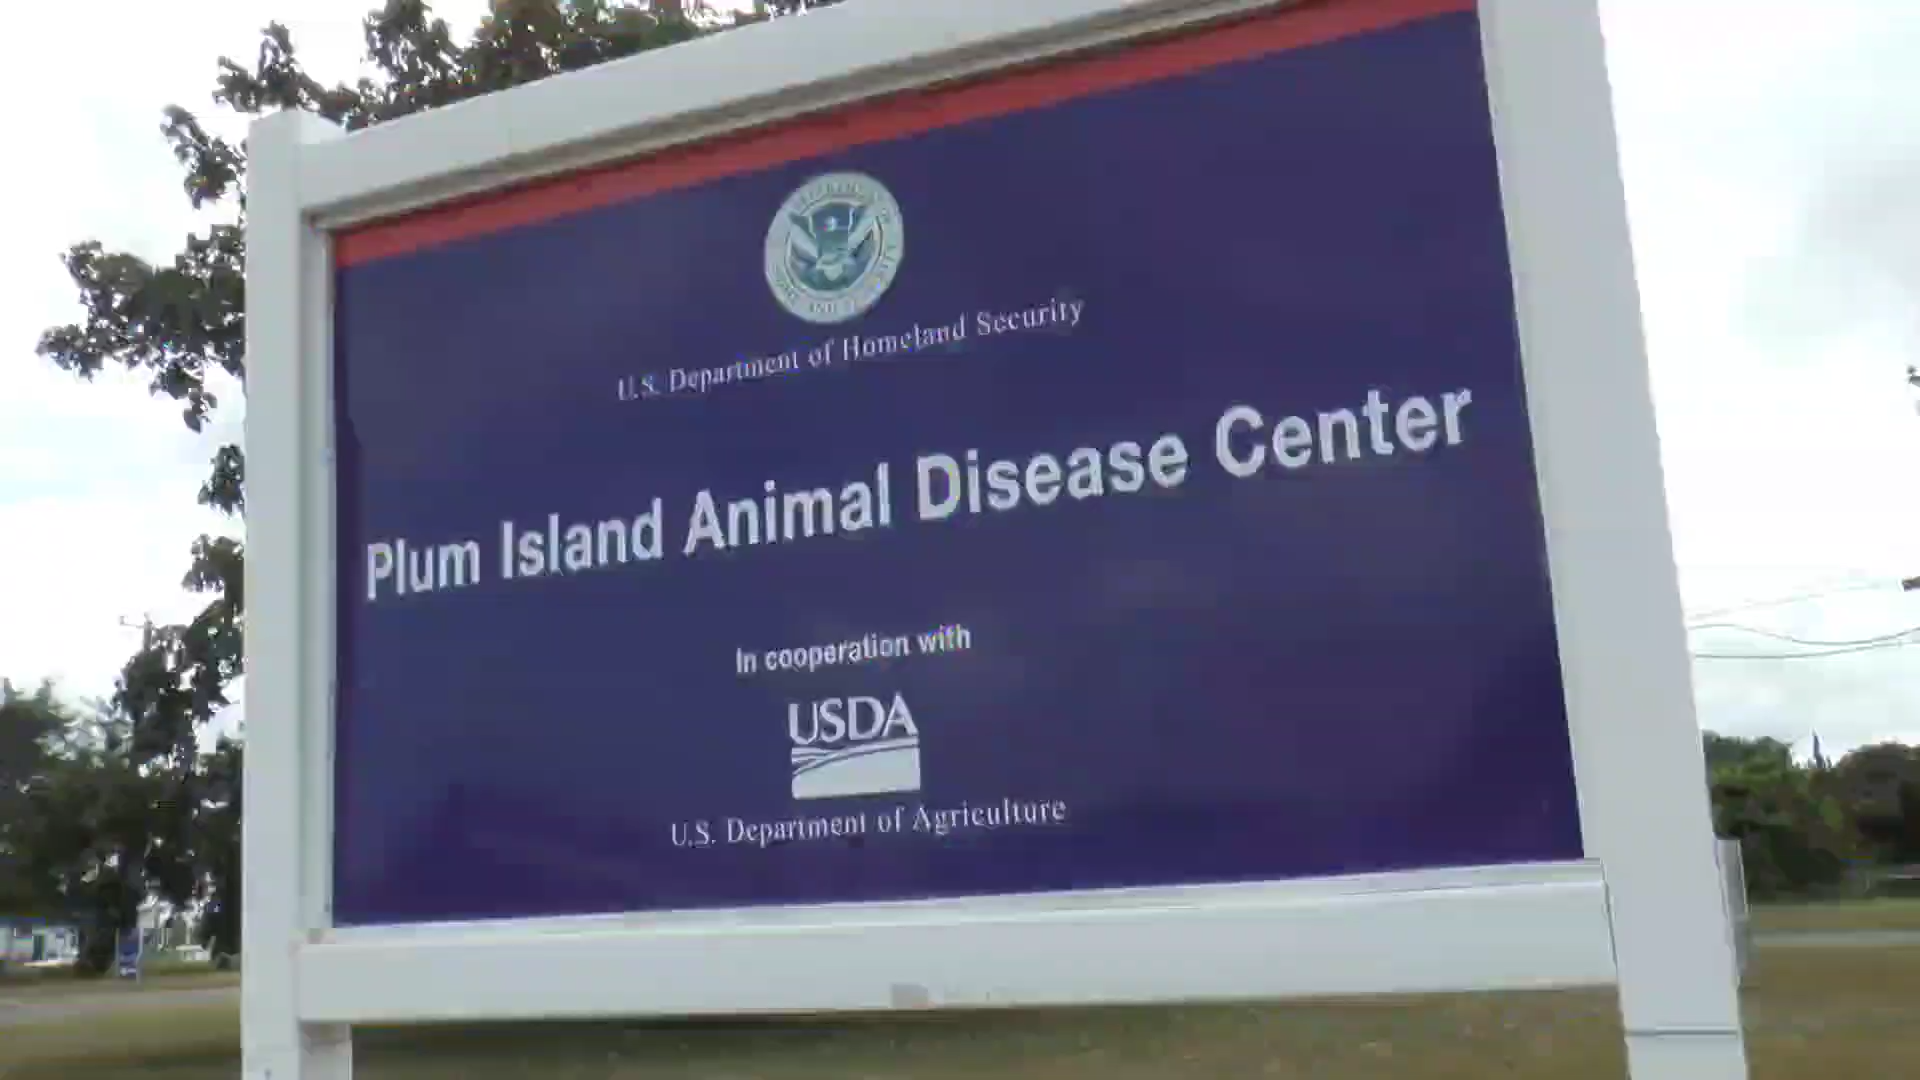 U.S. Department of Homeland Security
Plum Island Animal Disease Center
In cooperation with
USDA
U.S. Department of Agriculture